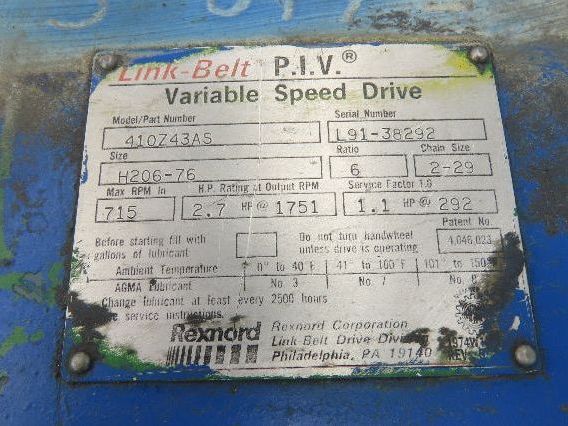 Link-Belt P.I.V.®
Variable Speed Drive
Model/Part Number Serial Number
410Z43AS L91-38292
Size Ratio Chain Size
H206-76 6 2-29
Max RPM In H.P. Rating at Output RPM Service Factor 1.0
715 2.7 HP @ 1751 1.1 HP @ 292
Patent No.
4,046,023
Before starting fill with Do not turn handwheel
gallons of lubricant unless drive is operating
Ambient Temperature 0° to 40°F 41° to 100°F 101° to 150°
AGMA Lubricant No. 3 No. 7 No.
Change lubricant at least every 2500 hours
service instructions.
Rexnord Rexnord Corporation
Link-Belt Drive Division
Philadelphia, PA 19140